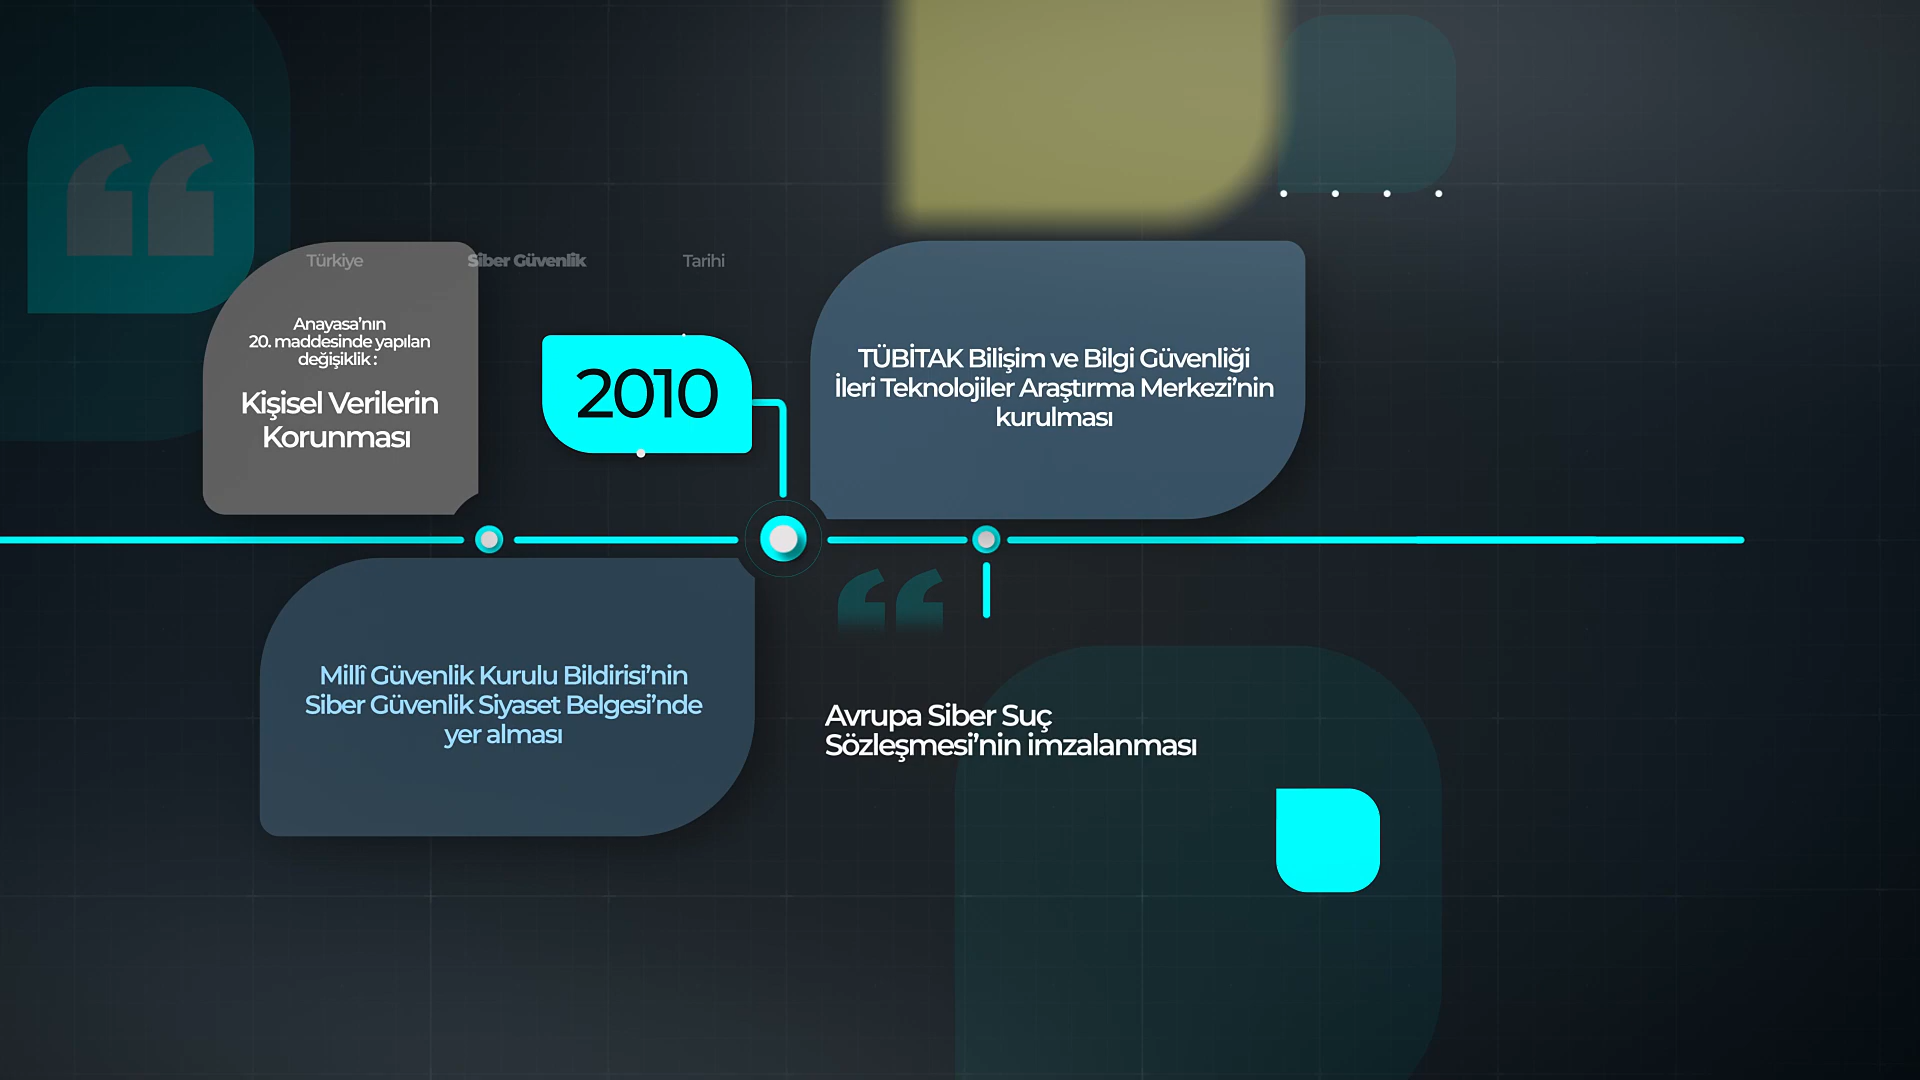 Türkiye Siber Güvenlik Tarihi
Anayasa’nın
20. maddesinde yapılan
değişiklik :
Kişisel Verilerin
Korunması
2010
TÜBİTAK Bilişim ve Bilgi Güvenliği
İleri Teknolojiler Araştırma Merkezi’nin
kurulması
Millî Güvenlik Kurulu Bildirisi’nin
Siber Güvenlik Siyaset Belgesi’nde
yer alması
Avrupa Siber Suç
Sözleşmesi’nin imzalanması